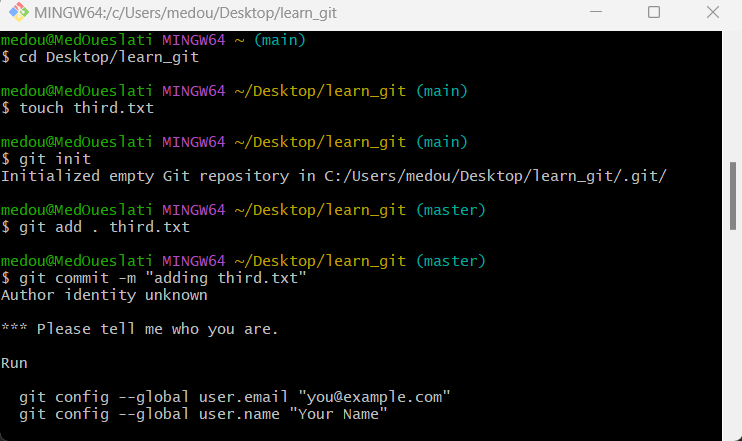 MINGW64:/c/Users/medou/Desktop/learn_git
medou@MedOueslati MINGW64 ~ (main)
$ cd Desktop/learn_git
medou@MedOueslati MINGW64 ~/Desktop/learn_git (main)
$ touch third.txt
medou@MedOueslati MINGW64 ~/Desktop/learn_git (main)
$ git init
Initialized empty Git repository in C:/Users/medou/Desktop/learn_git/.git/
medou@MedOueslati MINGW64 ~/Desktop/learn_git (master)
$ git add . third.txt
medou@MedOueslati MINGW64 ~/Desktop/learn_git (master)
$ git commit -m "adding third.txt"
Author identity unknown
*** Please tell me who you are.
Run
  git config --global user.email "you@example.com"
  git config --global user.name "Your Name"